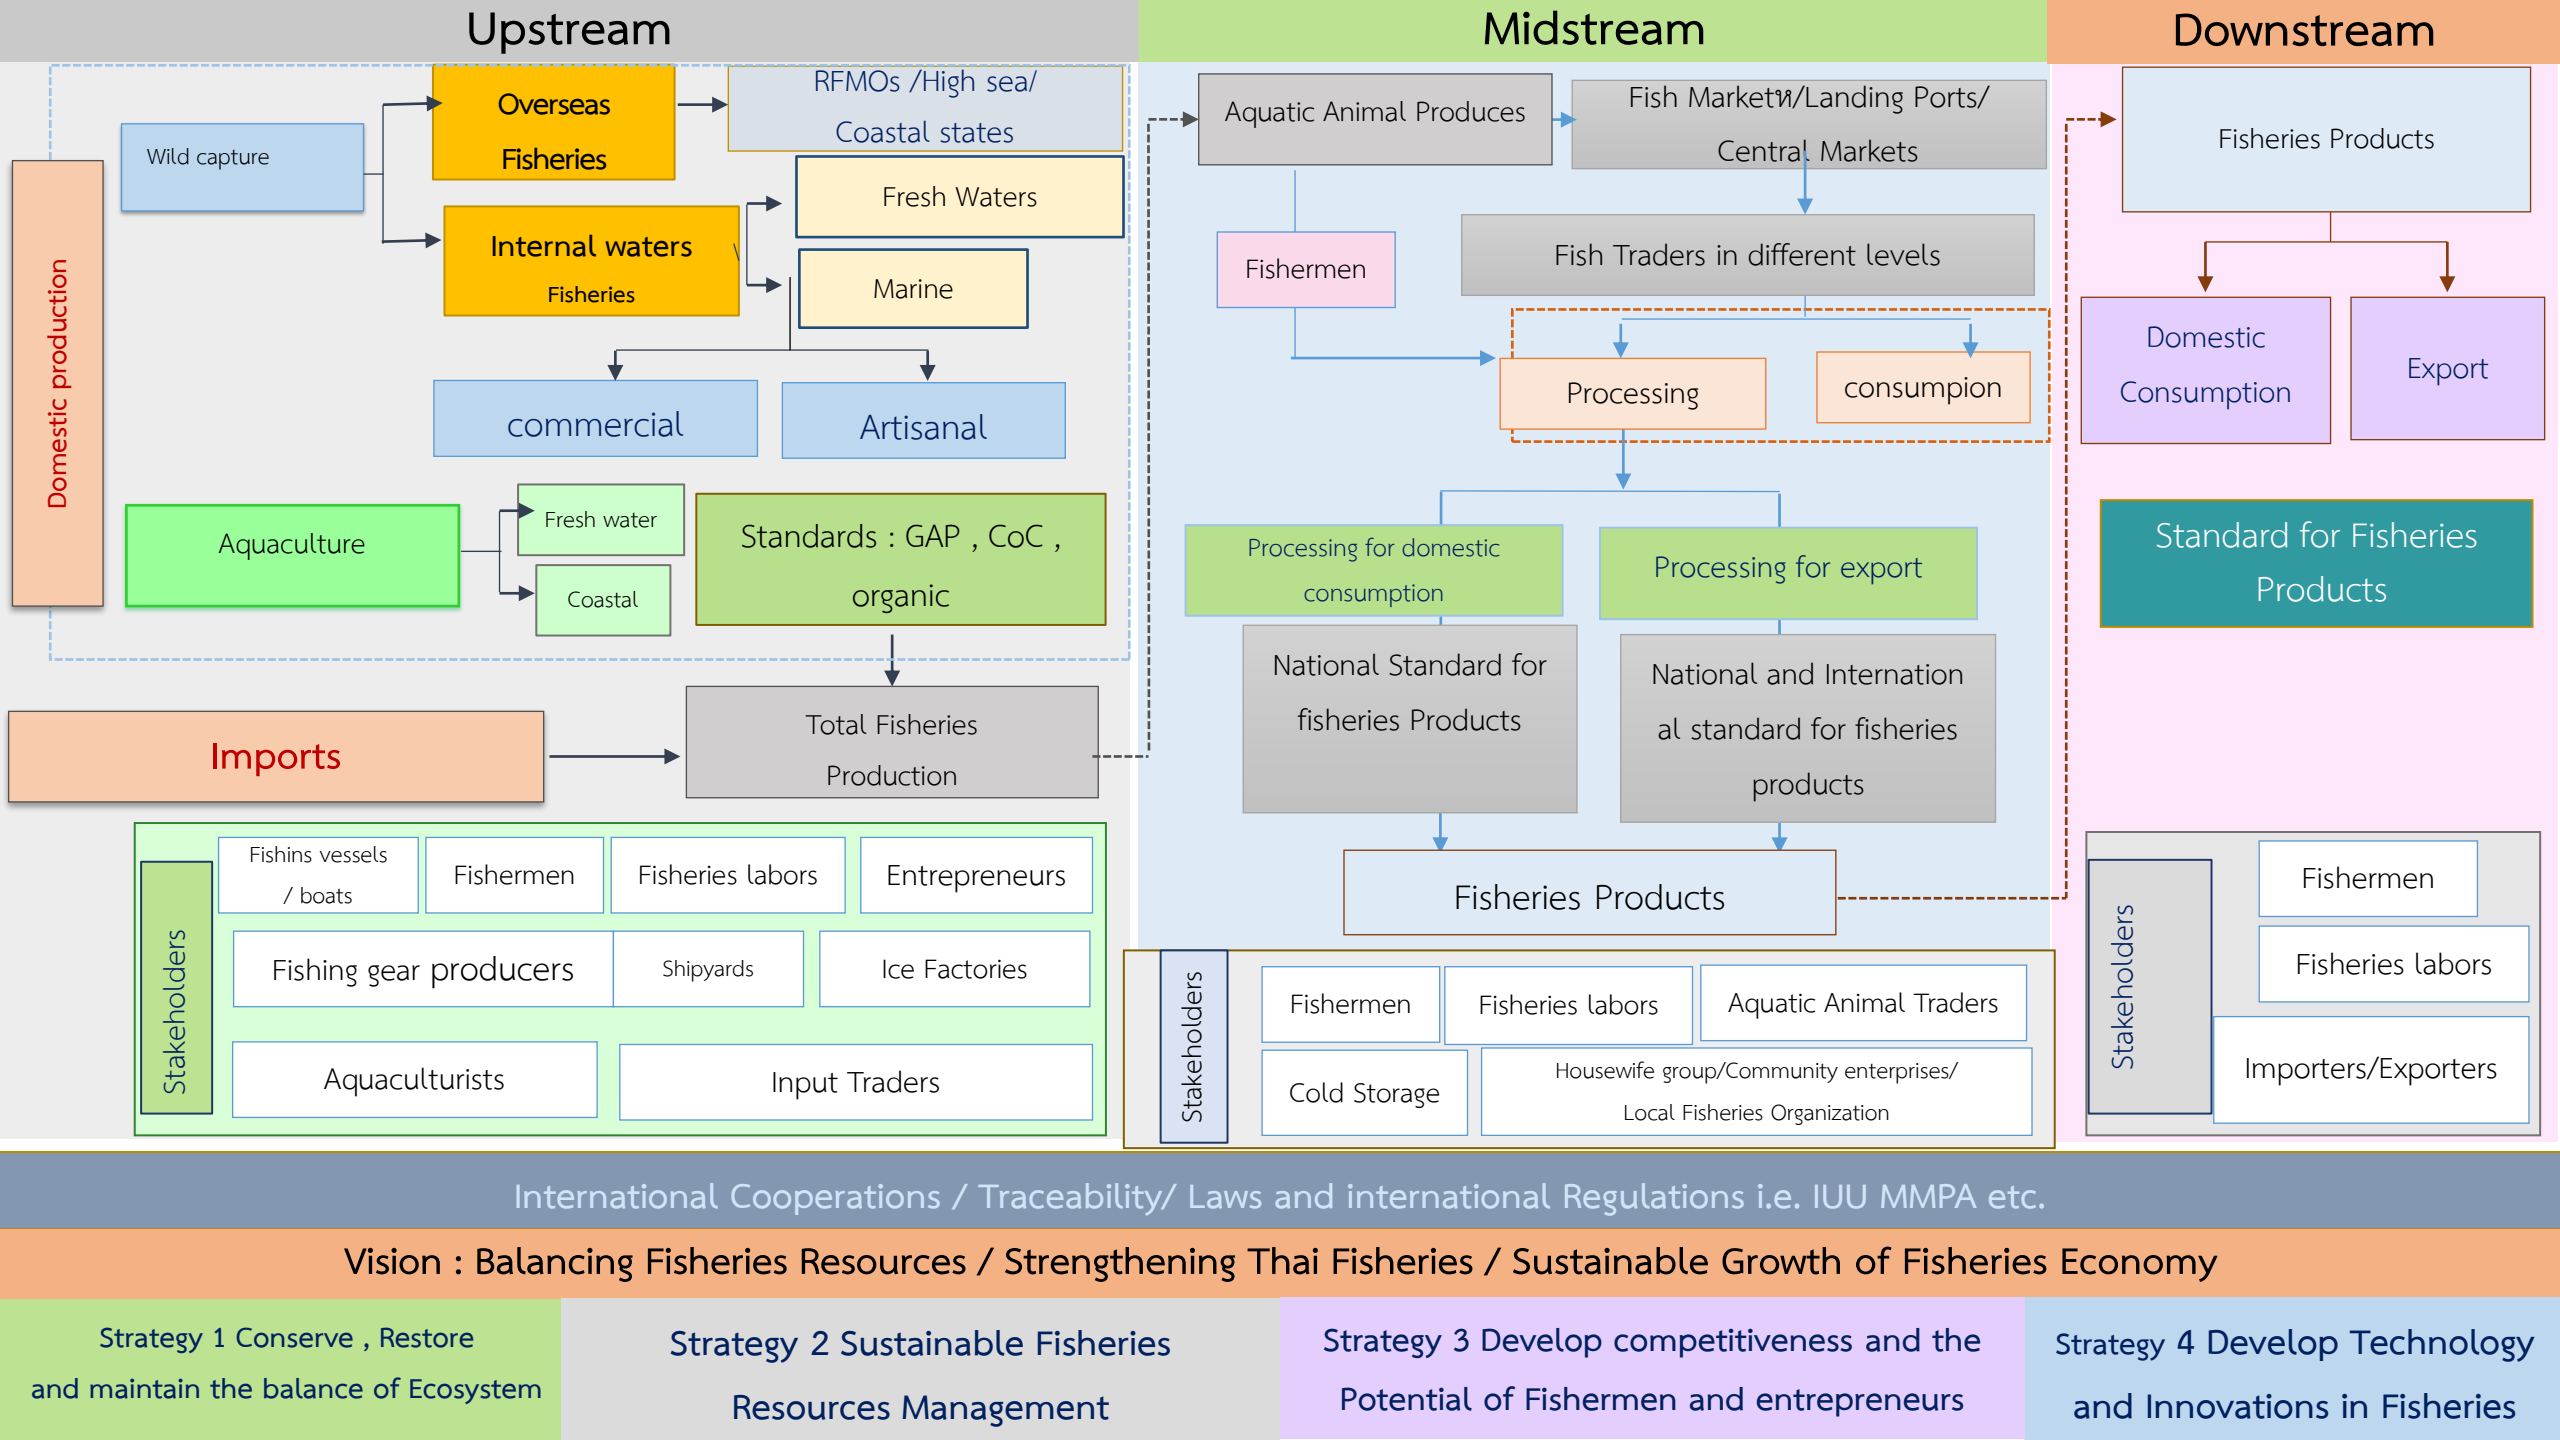 Upstream
Midstream
Downstream
Domestic production
Wild capture
Overseas
Fisheries
RFMOs /High sea/
Coastal states
Internal waters
Fisheries
\
Fresh Waters
Marine
commercial
Artisanal
Aquaculture
Fresh water
Coastal
Standards : GAP , CoC ,
organic
Imports
Total Fisheries
Production
Stakeholders
Fishins vessels
/ boats
Fishermen
Fisheries labors
Entrepreneurs
Fishing gear producers
Shipyards
Ice Factories
Aquaculturists
Input Traders
Aquatic Animal Produces
Fish Marketห/Landing Ports/
Central Markets
Fishermen
Fish Traders in different levels
Processing
consumpion
Processing for domestic
consumption
Processing for export
National Standard for
fisheries Products
National and Internation
al standard for fisheries
products
Fisheries Products
Stakeholders
Fishermen
Fisheries labors
Aquatic Animal Traders
Cold Storage
Housewife group/Community enterprises/
Local Fisheries Organization
Fisheries Products
Domestic
Consumption
Export
Standard for Fisheries
Products
Stakeholders
Fishermen
Fisheries labors
Importers/Exporters
International Cooperations / Traceability/ Laws and international Regulations i.e. IUU MMPA etc.
Vision : Balancing Fisheries Resources / Strengthening Thai Fisheries / Sustainable Growth of Fisheries Economy
Strategy 1 Conserve , Restore
and maintain the balance of Ecosystem
Strategy 2 Sustainable Fisheries
Resources Management
Strategy 3 Develop competitiveness and the
Potential of Fishermen and entrepreneurs
Strategy 4 Develop Technology
and Innovations in Fisheries